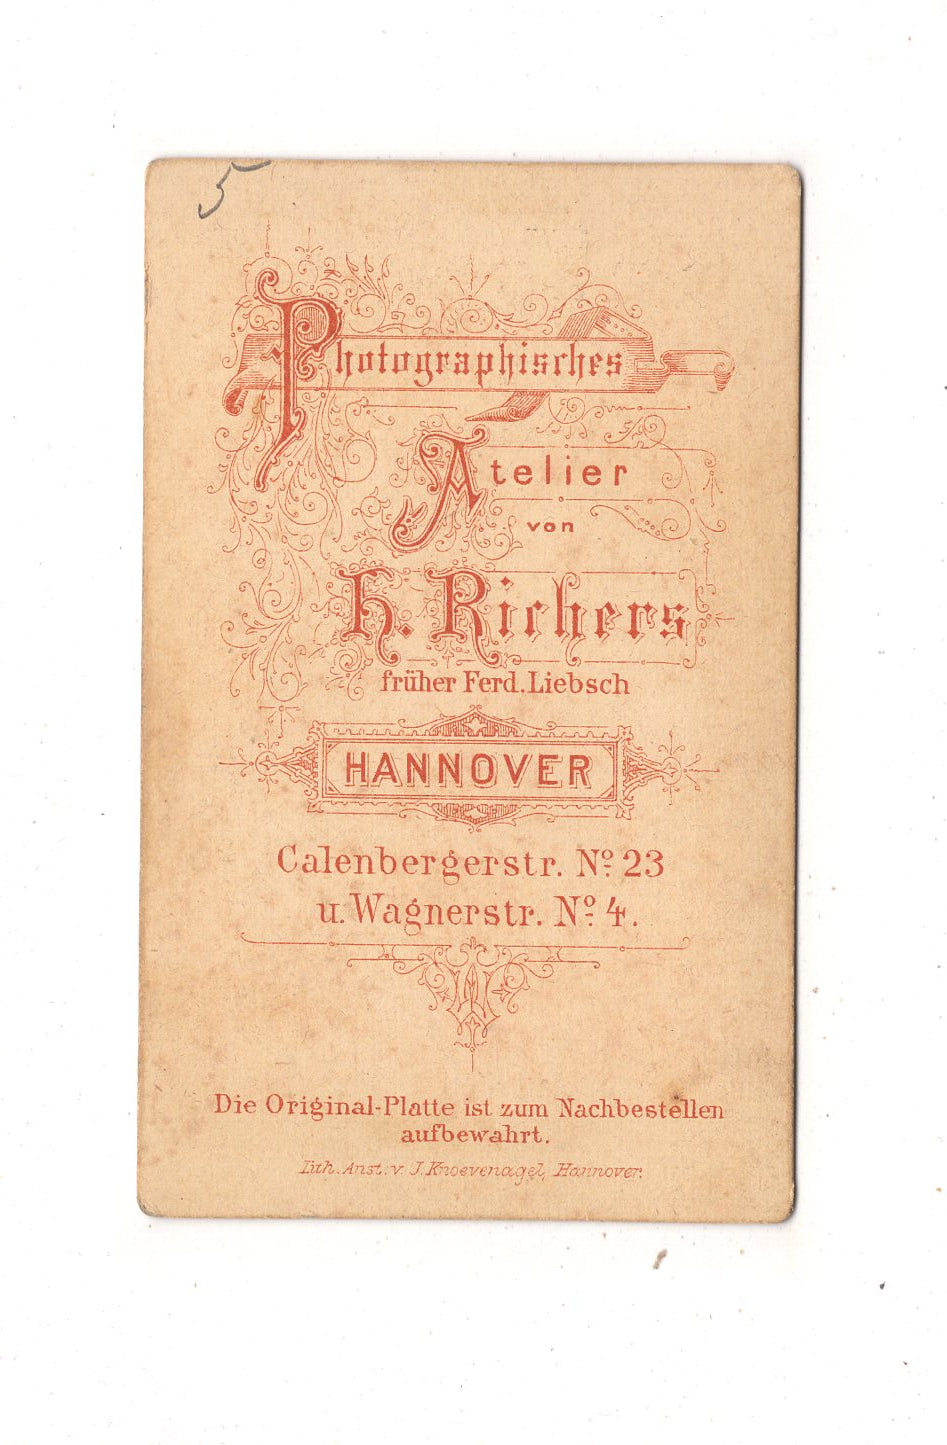 5
Photographisches
Atelier
von
H. Richers
früher Ferd. Liebsch
HANNOVER
Calenbergerstr. Nº 23
u. Wagnerstr. Nº 4.
Die Original-Platte ist zum Nachbestellen
aufbewahrt.
Lith. Anst. v. J. Knoevenagel, Hannover.